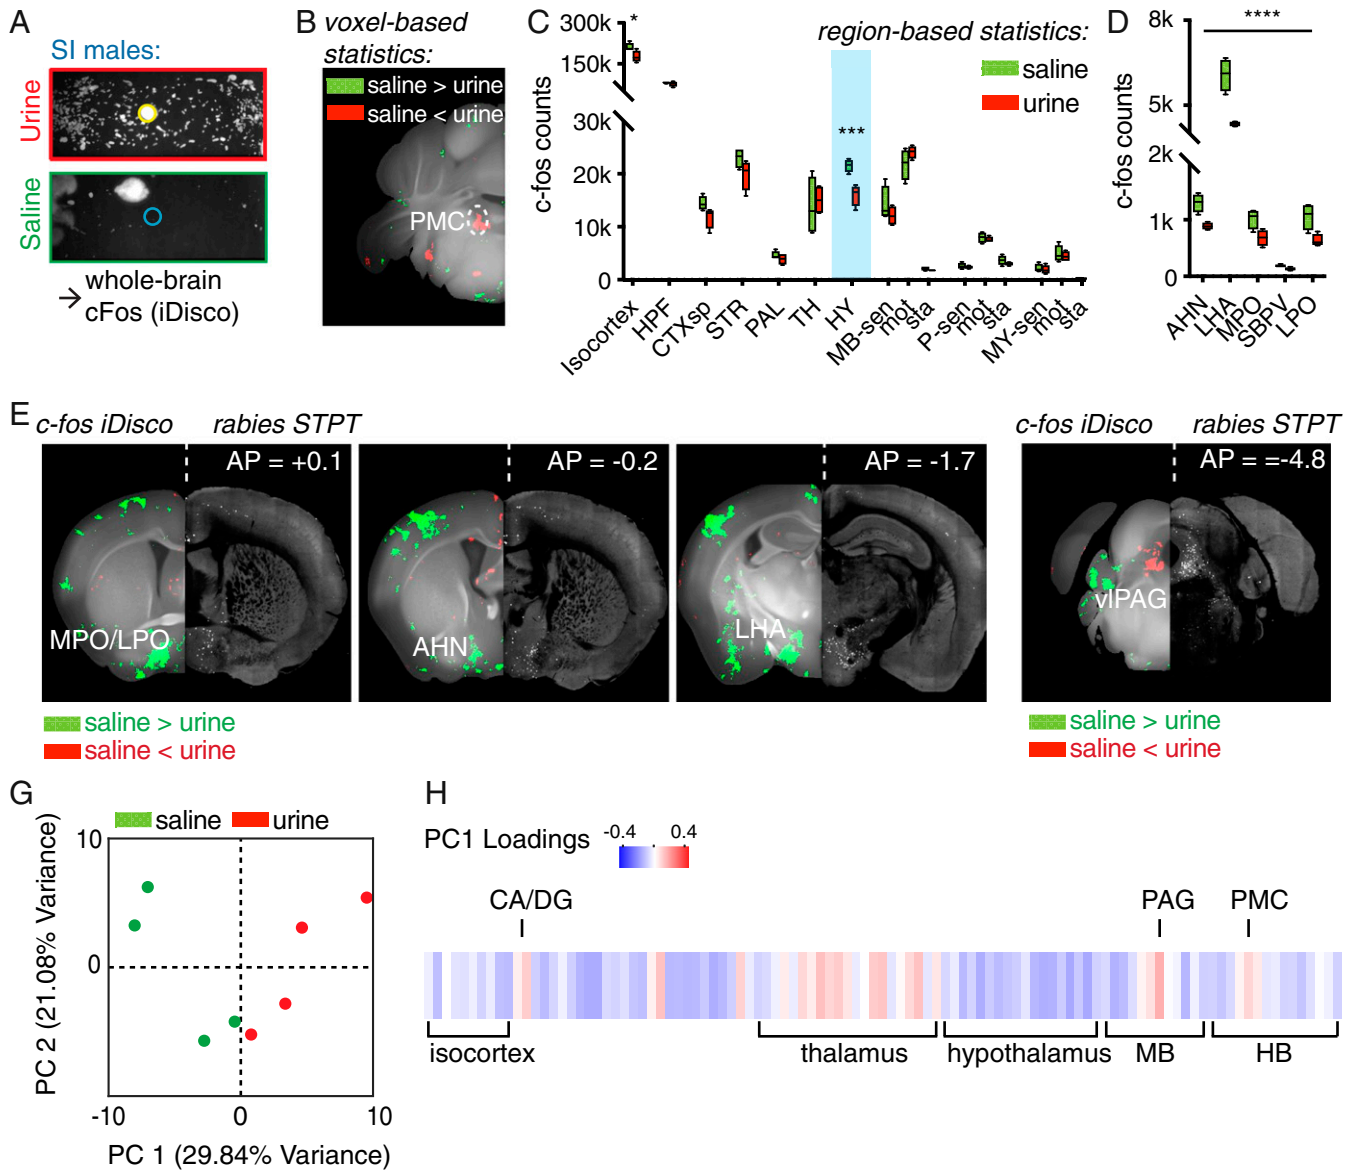 A
SI males:
Urine
Saline
whole-brain
cFos (iDisco)
B voxel-based
statistics:
saline > urine
saline < urine
PMC
C
region-based statistics:
saline
urine
c-fos counts
300k
150k
30k
20k
10k
0
*
***
Isocortex
HPF
CTXsp
STR
PAL
TH
HY
MB-sen
mot
sta
P-sen
mot
sta
MY-sen
mot
sta
D
c-fos counts
8k
5k
2k
1k
0
****
AHN
LHA
MPO
SBPV
LPO
E
c-fos iDisco rabies STPT
AP = +0.1
MPO/LPO
AP = -0.2
AHN
AP = -1.7
LHA
c-fos iDisco rabies STPT
AP = =-4.8
vlPAG
saline > urine
saline < urine
saline > urine
saline < urine
G
saline urine
PC 2 (21.08% Variance)
10
0
-10 0 10
PC 1 (29.84% Variance)
H
PC1 Loadings
-0.4 0.4
CA/DG
PAG
PMC
isocortex
thalamus
hypothalamus
MB
HB